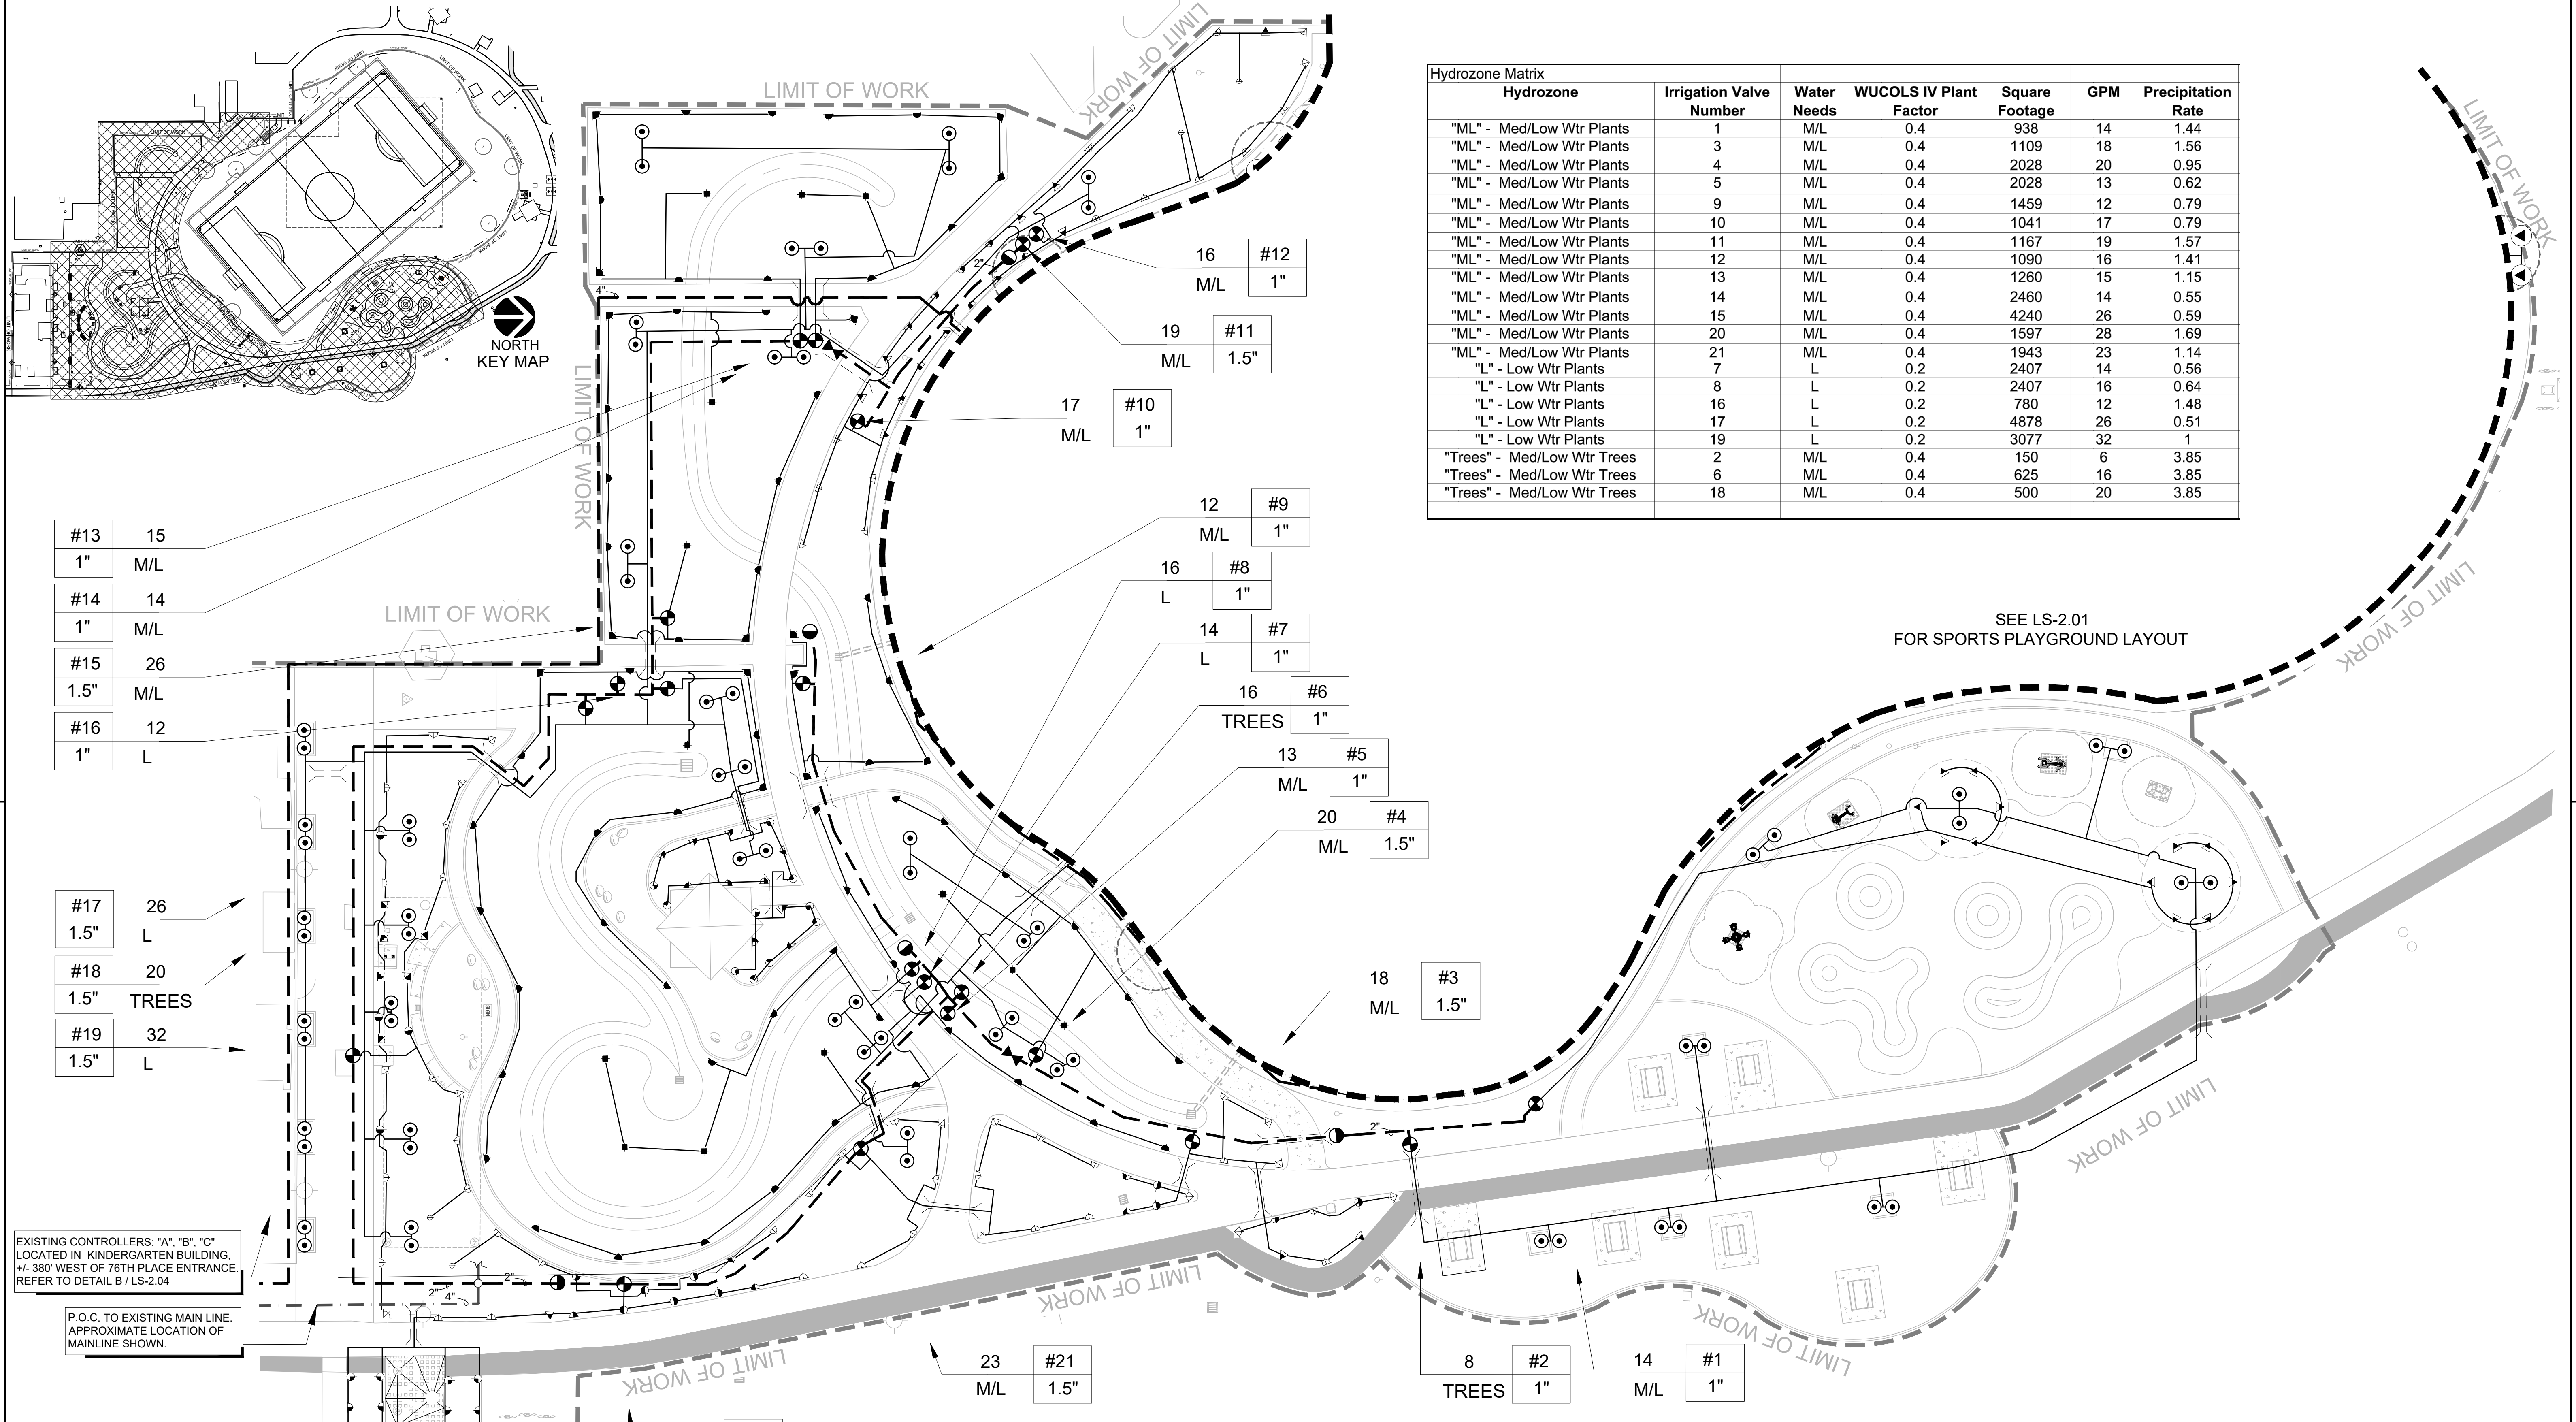 LIMIT OF WORK
LIMIT OF WORK
LIMIT OF WORK
NORTH
KEY MAP
Hydrozone Matrix
Hydrozone Irrigation Valve Number Water Needs WUCOLS IV Plant Factor Square Footage GPM Precipitation Rate
"ML" - Med/Low Wtr Plants 1 M/L 0.4 938 14 1.44
"ML" - Med/Low Wtr Plants 3 M/L 0.4 1109 18 1.56
"ML" - Med/Low Wtr Plants 4 M/L 0.4 2028 20 0.95
"ML" - Med/Low Wtr Plants 5 M/L 0.4 2028 13 0.62
"ML" - Med/Low Wtr Plants 9 M/L 0.4 1459 12 0.79
"ML" - Med/Low Wtr Plants 10 M/L 0.4 1041 17 0.79
"ML" - Med/Low Wtr Plants 11 M/L 0.4 1167 19 1.57
"ML" - Med/Low Wtr Plants 12 M/L 0.4 1090 16 1.41
"ML" - Med/Low Wtr Plants 13 M/L 0.4 1260 15 1.15
"ML" - Med/Low Wtr Plants 14 M/L 0.4 2460 14 0.55
"ML" - Med/Low Wtr Plants 15 M/L 0.4 4240 26 0.59
"ML" - Med/Low Wtr Plants 20 M/L 0.4 1597 28 1.69
"ML" - Med/Low Wtr Plants 21 M/L 0.4 1943 23 1.14
"L" - Low Wtr Plants 7 L 0.2 2407 14 0.56
"L" - Low Wtr Plants 8 L 0.2 2407 16 0.64
"L" - Low Wtr Plants 16 L 0.2 780 12 1.48
"L" - Low Wtr Plants 17 L 0.2 4878 26 0.51
"L" - Low Wtr Plants 19 L 0.2 3077 32 1
"Trees" - Med/Low Wtr Trees 2 M/L 0.4 150 6 3.85
"Trees" - Med/Low Wtr Trees 6 M/L 0.4 625 16 3.85
"Trees" - Med/Low Wtr Trees 18 M/L 0.4 500 20 3.85
LIMIT OF WORK
LIMIT OF WORK
SEE LS-2.01
FOR SPORTS PLAYGROUND LAYOUT
2"
4"
16 #12
M/L 1"
19 #11
M/L 1.5"
17 #10
M/L 1"
12 #9
M/L 1"
16 #8
L 1"
14 #7
L 1"
16 #6
TREES 1"
13 #5
M/L 1"
20 #4
M/L 1.5"
18 #3
M/L 1.5"
LIMIT OF WORK
LIMIT OF WORK
#13 15
1" M/L
#14 14
1" M/L
#15 26
1.5" M/L
#16 12
1" L
#17 26
1.5" L
#18 20
1.5" TREES
#19 32
1.5" L
EXISTING CONTROLLERS: "A", "B", "C"
LOCATED IN KINDERGARTEN BUILDING,
+/- 380' WEST OF 76TH PLACE ENTRANCE.
REFER TO DETAIL B / LS-2.04
P.O.C. TO EXISTING MAIN LINE.
APPROXIMATE LOCATION OF
MAINLINE SHOWN.
2"
4"
2"
2"
LIMIT OF WORK
LIMIT OF WORK
LIMIT OF WORK
LIMIT OF WORK
23 #21
M/L 1.5"
8 #2
TREES 1"
14 #1
M/L 1"